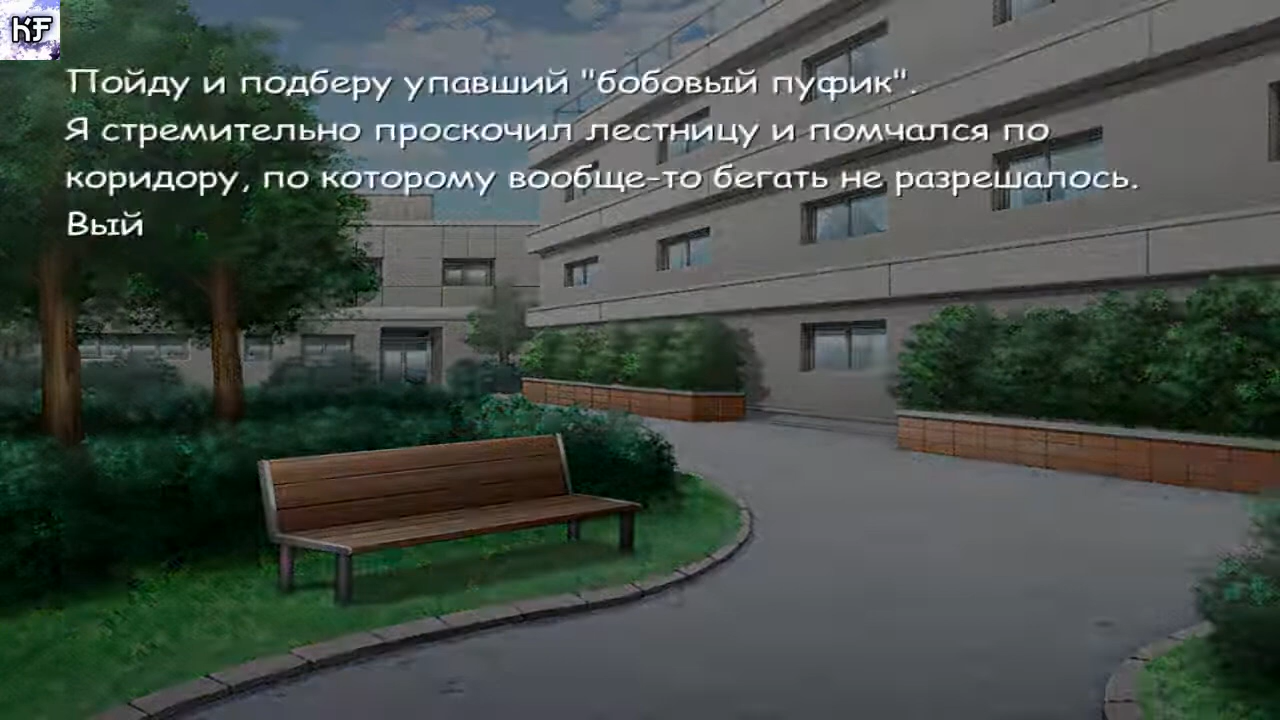 KF
Пойду и подберу упавший "бобовый пуфик".
Я стремительно проскочил лестницу и помчался по
коридору, по которому вообще-то бегать не разрешалось.
Вый